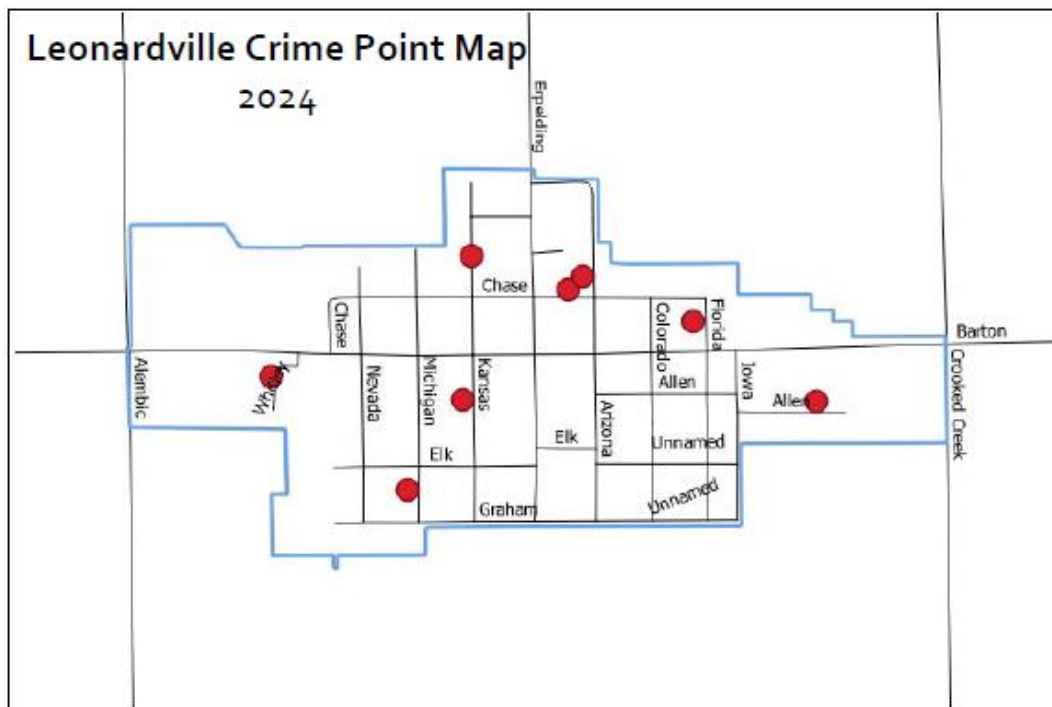 Leonardville Crime Point Map
2024
Erpelding
Chase
Chase
Colorado
Florida
Barton
Alembic
Nevada
Michigan
Kansas
Allen
Iowa
Allen
Crooked Creek
Arizona
Elk
Unnamed
Elk
Graham
Unnamed